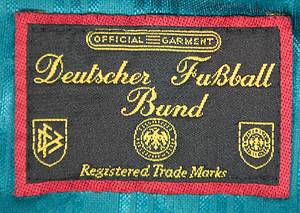 OFFICIAL GARMENT
Deutscher Fußball
Bund
Registered Trade Marks